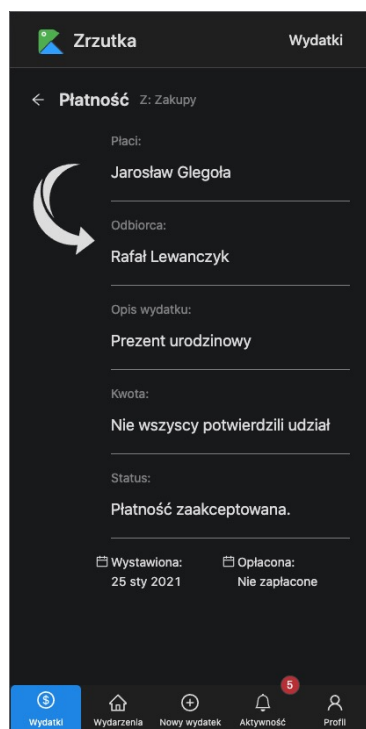 Zrzutka
Wydatki
Płatność Z: Zakupy
Płaci:
Jarosław Glegoła
Odbiorca:
Rafał Lewanczyk
Opis wydatku:
Prezent urodzinowy
Kwota:
Nie wszyscy potwierdzili udział
Status:
Płatność zaakceptowana.
Wystawiona:
25 sty 2021
Opłacona:
Nie zapłacone
5
Wydatki
Wydarzenia
Nowy wydatek
Aktywność
Profil